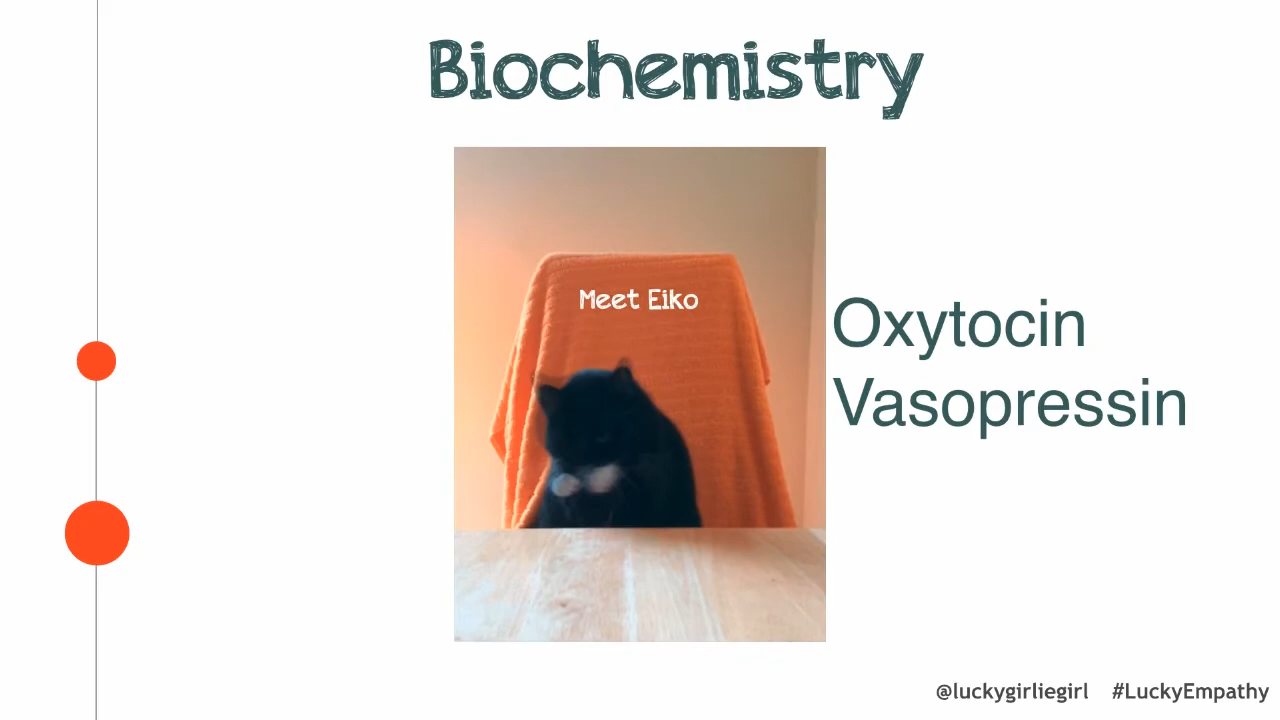 Biochemistry
Meet Eiko
Oxytocin
Vasopressin
@luckygirliegirl #LuckyEmpathy